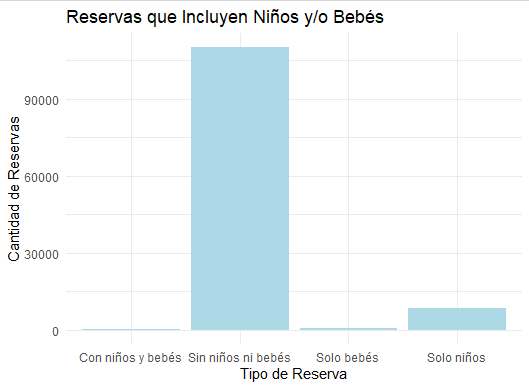 Reservas que Incluyen Niños y/o Bebés
Cantidad de Reservas
90000
60000
30000
0
Con niños y bebés Sin niños ni bebés Solo bebés Solo niños
Tipo de Reserva